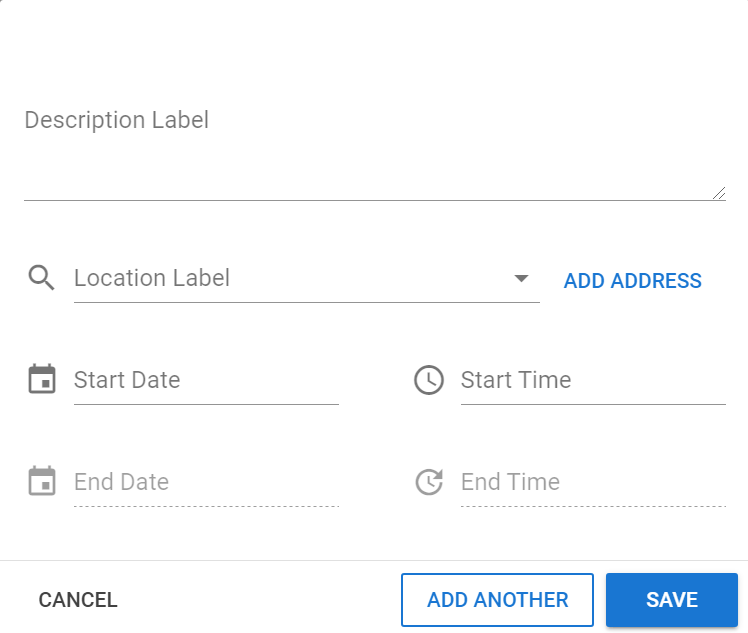 Description Label
Location Label
ADD ADDRESS
Start Date
Start Time
End Date
End Time
CANCEL
ADD ANOTHER
SAVE